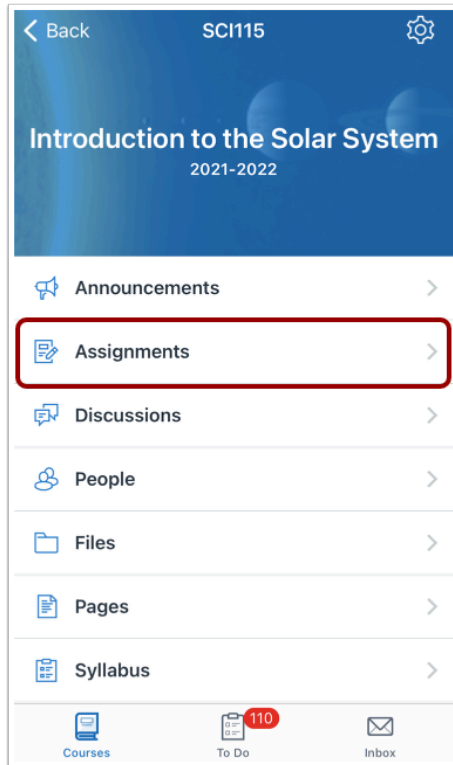 Back SCI115
Introduction to the Solar System
2021-2022
Announcements
Assignments
Discussions
People
Files
Pages
Syllabus
110
Courses To Do Inbox